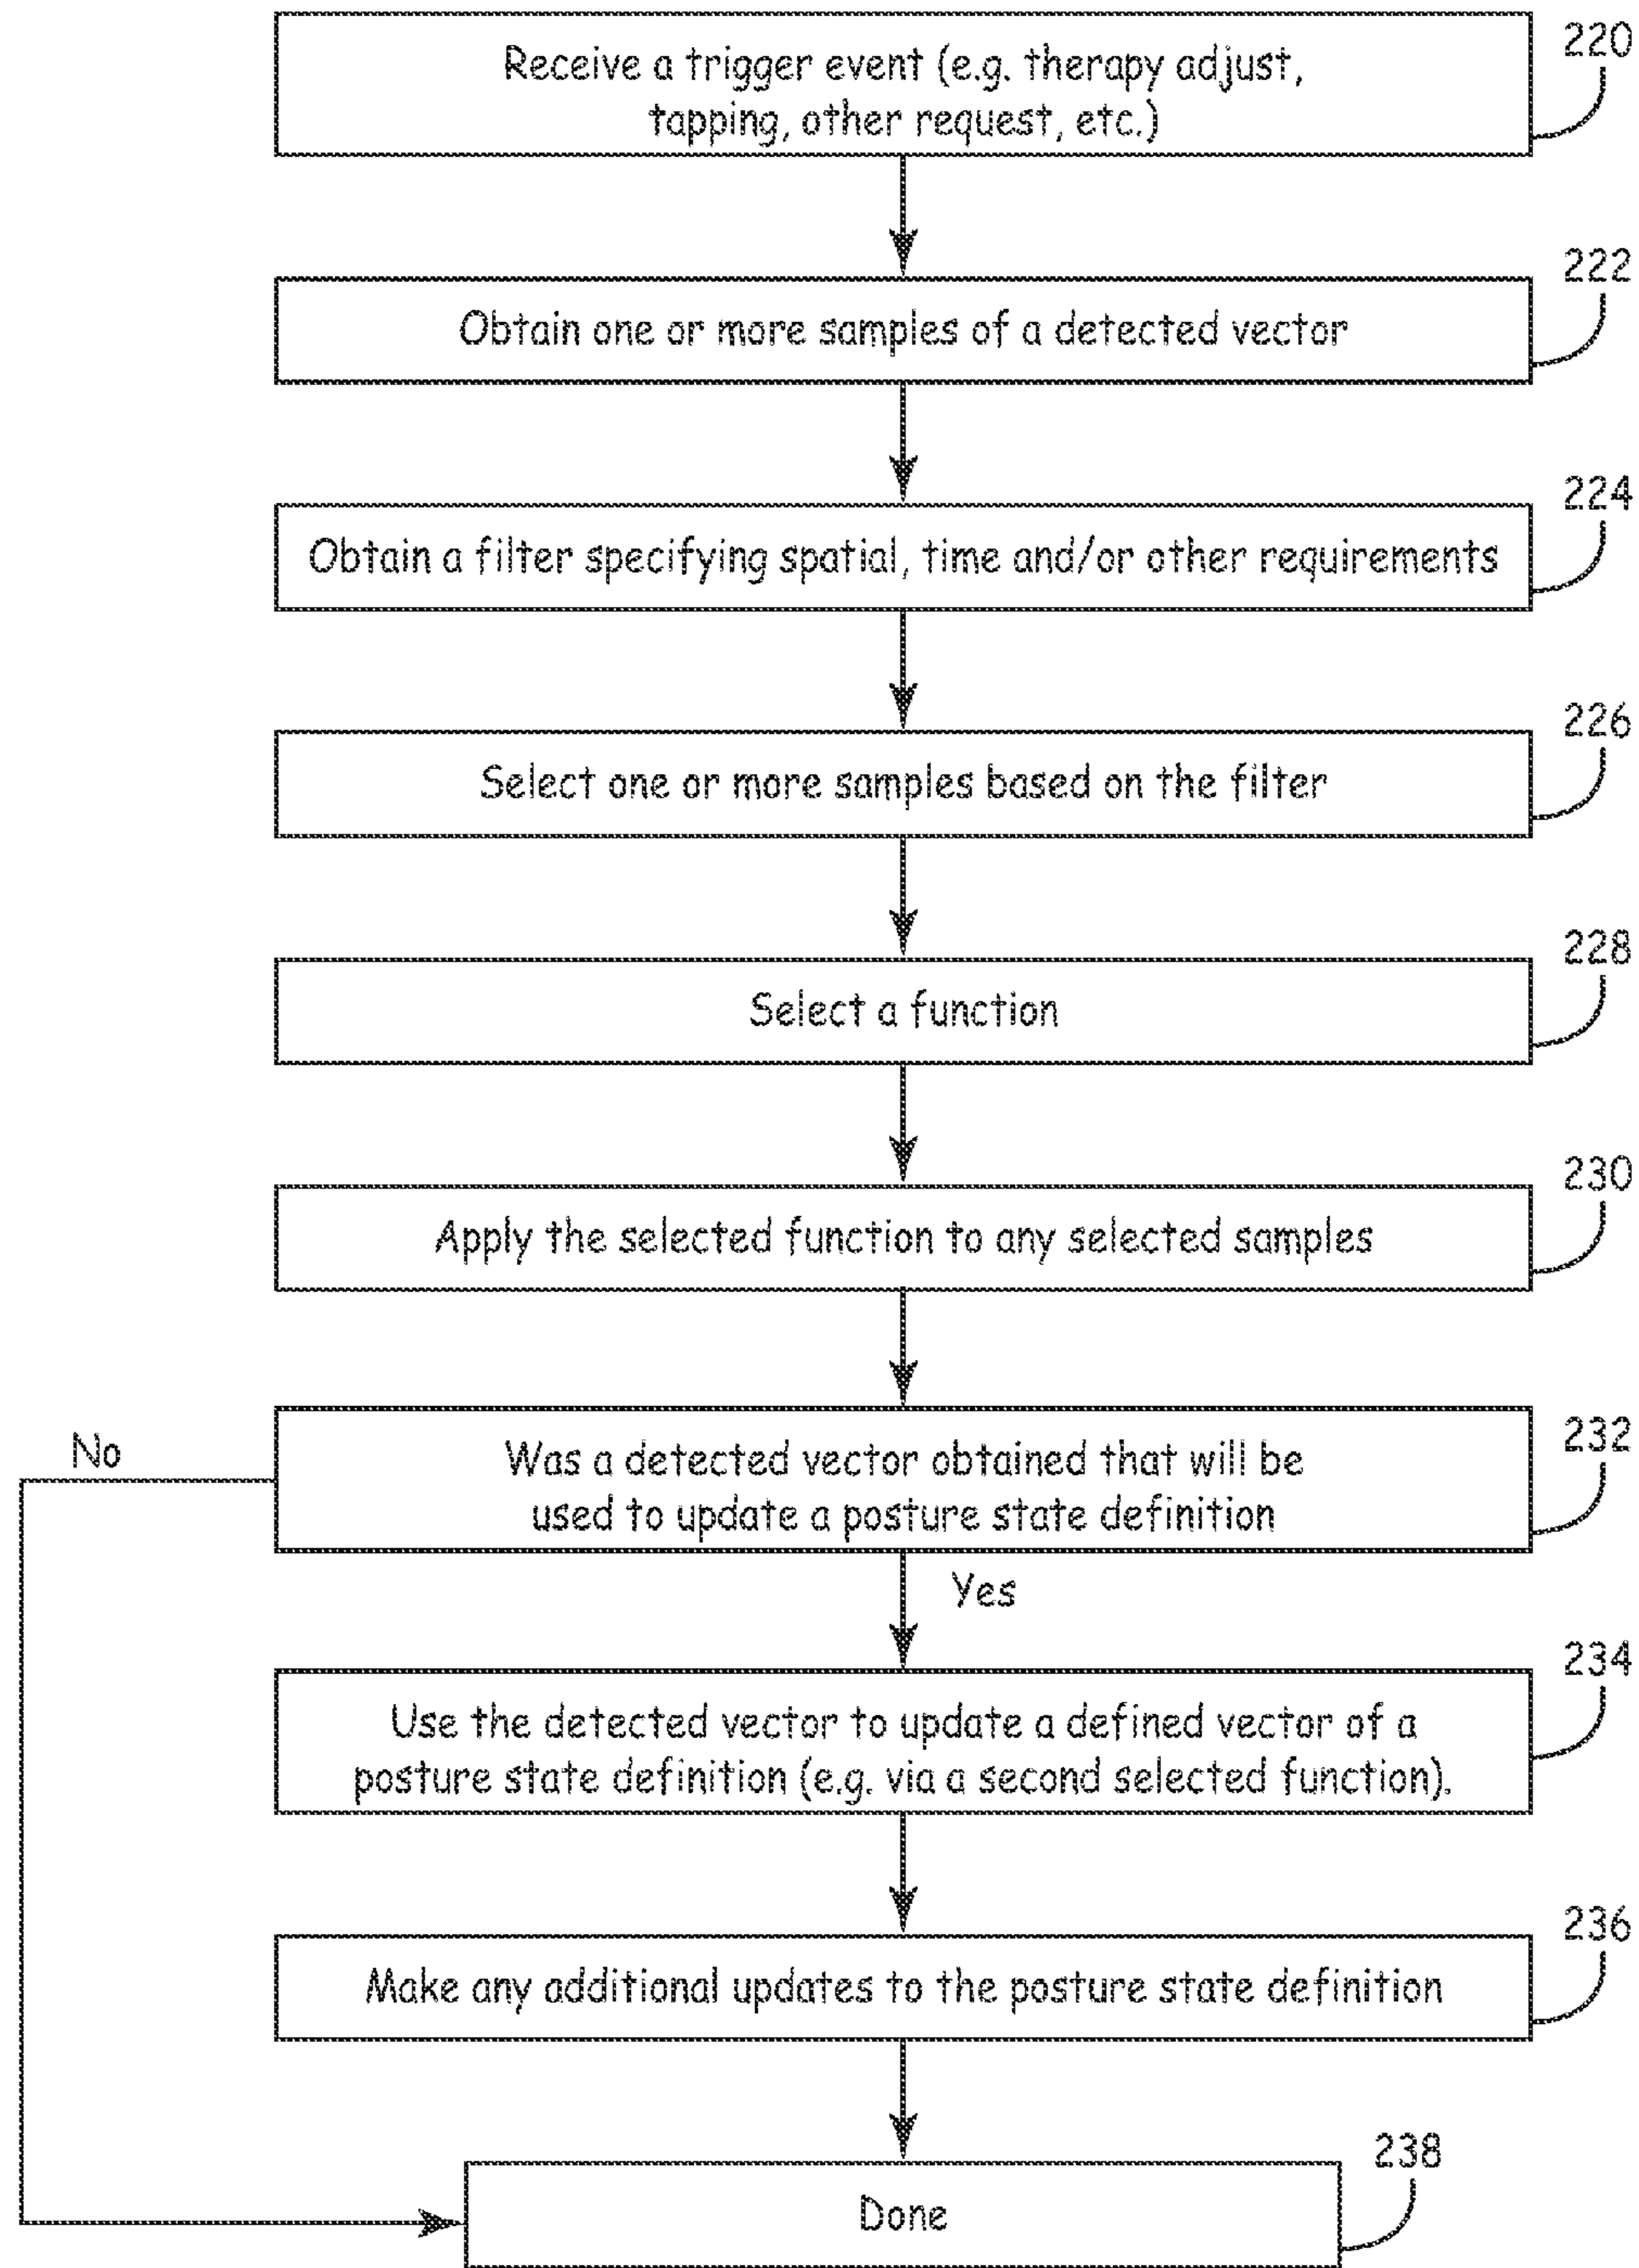 220
Receive a trigger event (e.g. therapy adjust,
tapping, other request, etc.)
222
Obtain one or more samples of a detected vector
224
Obtain a filter specifying spatial, time and/or other requirements
226
Select one or more samples based on the filter
228
Select a function
230
Apply the selected function to any selected samples
232
No
Was a detected vector obtained that will be
used to update a posture state definition
Yes
234
Use the detected vector to update a defined vector of a
posture state definition (e.g. via a second selected function).
236
Make any additional updates to the posture state definition
238
Done